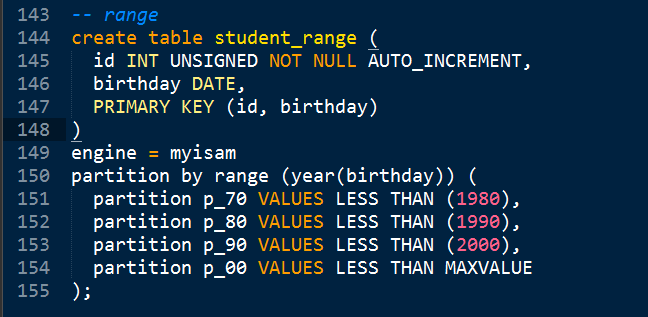 143 -- range
144 create table student_range (
145   id INT UNSIGNED NOT NULL AUTO_INCREMENT,
146   birthday DATE,
147   PRIMARY KEY (id, birthday)
148 )
149 engine = myisam
150 partition by range (year(birthday)) (
151   partition p_70 VALUES LESS THAN (1980),
152   partition p_80 VALUES LESS THAN (1990),
153   partition p_90 VALUES LESS THAN (2000),
154   partition p_00 VALUES LESS THAN MAXVALUE
155 );